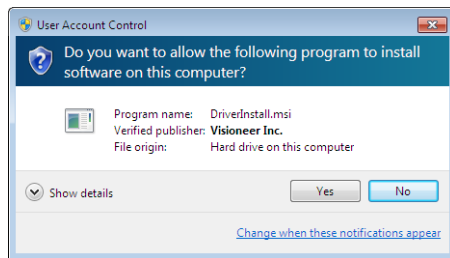 User Account Control
Do you want to allow the following program to install
software on this computer?
Program name: DriverInstall.msi
Verified publisher: Visioneer Inc.
File origin: Hard drive on this computer
Show details
Yes
No
Change when these notifications appear